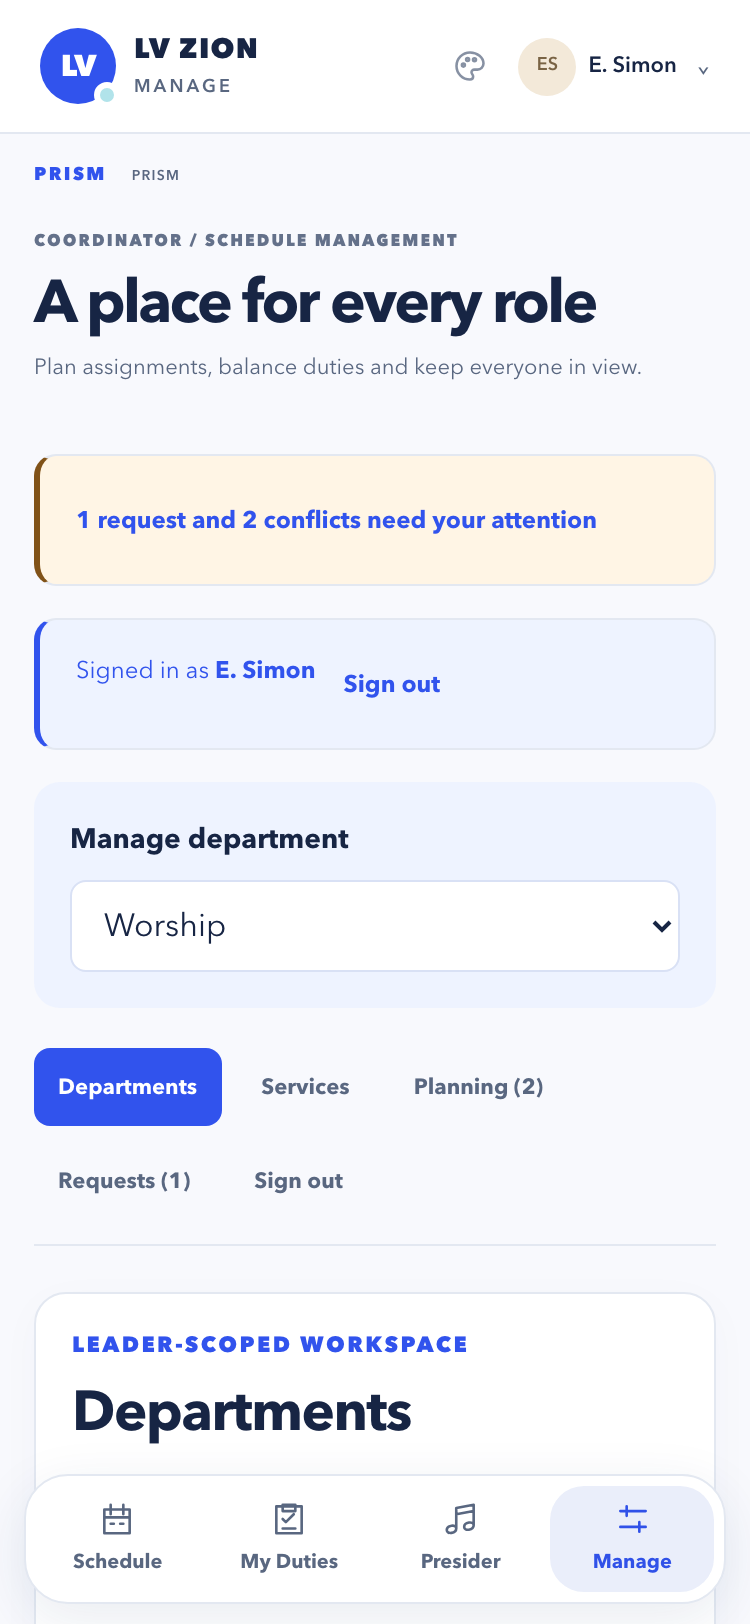 LV
LV ZION
MANAGE
ES
E. Simon
PRISM PRISM
COORDINATOR / SCHEDULE MANAGEMENT
A place for every role
Plan assignments, balance duties and keep everyone in view.
1 request and 2 conflicts need your attention
Signed in as E. Simon
Sign out
Manage department
Worship
Departments Services Planning (2)
Requests (1) Sign out
LEADER-SCOPED WORKSPACE
Departments
Schedule My Duties Presider Manage